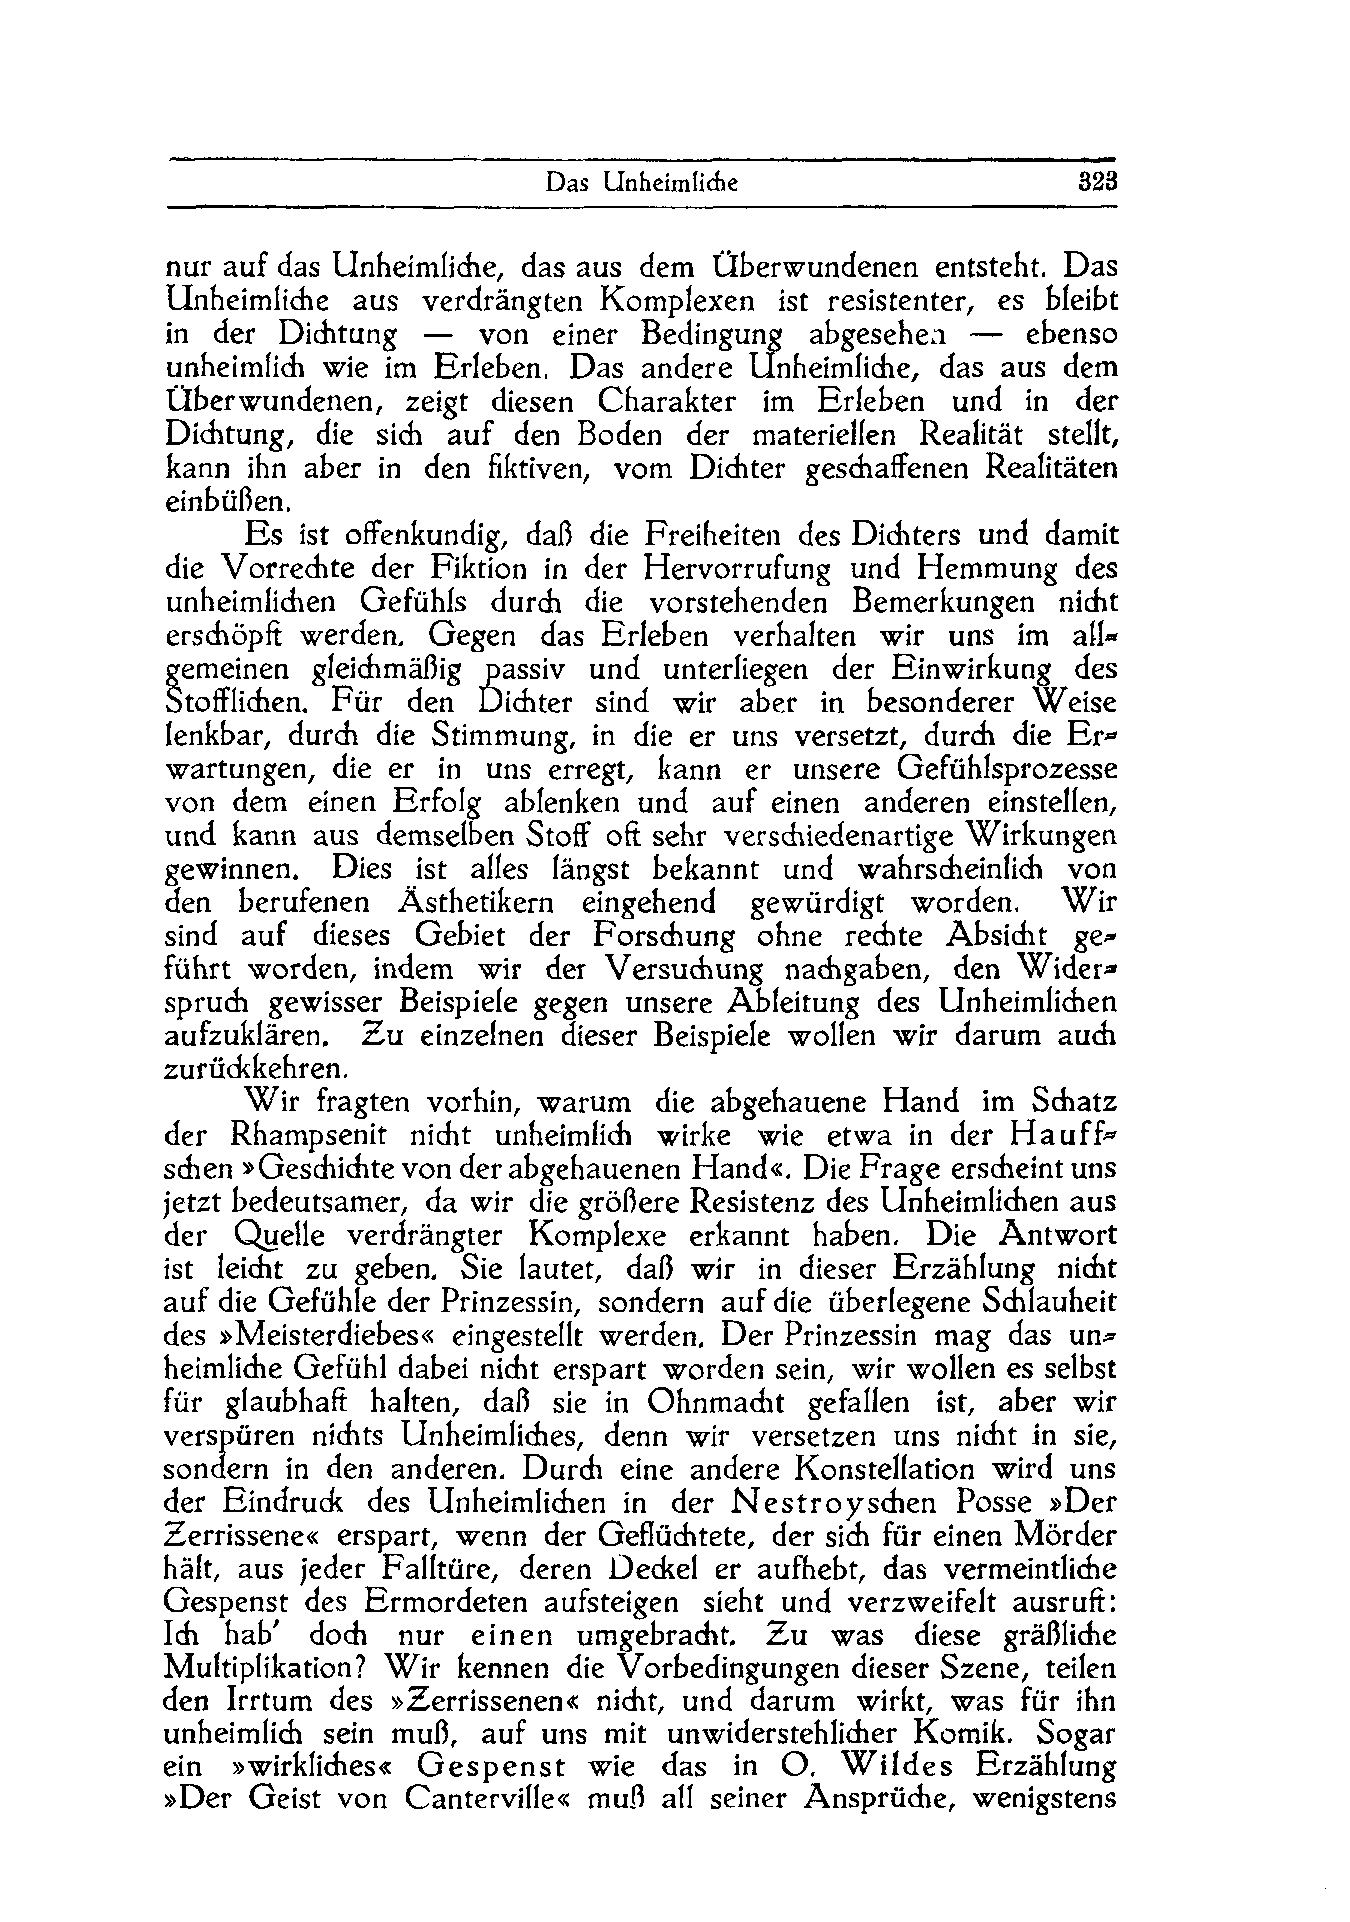 Das Unheimliche 323
nur auf das Unheimliche, das aus dem Überwundenen entsteht. Das
Unheimliche aus verdrängten Komplexen ist resistenter, es bleibt
in der Dichtung — von einer Bedingung abgesehen — ebenso
unheimlich wie im Erleben. Das andere Unheimliche, das aus dem
Überwundenen, zeigt diesen Charakter im Erleben und in der
Dichtung, die sich auf den Boden der materiellen Realität stellt,
kann ihn aber in den fiktiven, vom Dichter geschaffenen Realitäten
einbüßen.
Es ist offenkundig, daß die Freiheiten des Dichters und damit
die Vorrechte der Fiktion in der Hervorrufung und Hemmung des
unheimlichen Gefühls durch die vorstehenden Bemerkungen nicht
erschöpft werden. Gegen das Erleben verhalten wir uns im all-
gemeinen gleichmäßig passiv und unterliegen der Einwirkung des
Stofflichen. Für den Dichter sind wir aber in besonderer Weise
lenkbar, durch die Stimmung, in die er uns versetzt, durch die Er-
wartungen, die er in uns erregt, kann er unsere Gefühlsprozesse
von dem einen Erfolg ablenken und auf einen anderen einstellen,
und kann aus demselben Stoff oft sehr verschiedenartige Wirkungen
gewinnen. Dies ist alles längst bekannt und wahrscheinlich von
den berufenen Ästhetikern eingehend gewürdigt worden. Wir
sind auf dieses Gebiet der Forschung ohne rechte Absicht ge-
führt worden, indem wir der Versuchung nachgaben, den Wider-
spruch gewisser Beispiele gegen unsere Ableitung des Unheimlichen
aufzuklären. Zu einzelnen dieser Beispiele wollen wir darum auch
zurückkehren.
Wir fragten vorhin, warum die abgehauene Hand im Schatz
der Rhampsenit nicht unheimlich wirke wie etwa in der Hauff-
schen »Geschichte von der abgehauenen Hand«. Die Frage erscheint uns
jetzt bedeutsamer, da wir die größere Resistenz des Unheimlichen aus
der Quelle verdrängter Komplexe erkannt haben. Die Antwort
ist leicht zu geben. Sie lautet, daß wir in dieser Erzählung nicht
auf die Gefühle der Prinzessin, sondern auf die überlegene Schlauheit
des »Meisterdiebes« eingestellt werden. Der Prinzessin mag das un-
heimliche Gefühl dabei nicht erspart worden sein, wir wollen es selbst
für glaubhaft halten, daß sie in Ohnmacht gefallen ist, aber wir
verspüren nichts Unheimliches, denn wir versetzen uns nicht in sie,
sondern in den anderen. Durch eine andere Konstellation wird uns
der Eindruck des Unheimlichen in der Nestroyschen Posse »Der
Zerrissene« erspart, wenn der Geflüchtete, der sich für einen Mörder
hält, aus jeder Falltüre, deren Deckel er aufhebt, das vermeintliche
Gespenst des Ermordeten aufsteigen sieht und verzweifelt ausruft:
Ich hab' doch nur einen umgebracht. Zu was diese gräßliche
Multiplikation? Wir kennen die Vorbedingungen dieser Szene, teilen
den Irrtum des »Zerrissenen« nicht, und darum wirkt, was für ihn
unheimlich sein muß, auf uns mit unwiderstehlicher Komik. Sogar
ein »wirkliches« Gespenst wie das in O. Wildes Erzählung
»Der Geist von Canterville« muß all seiner Ansprüche, wenigstens